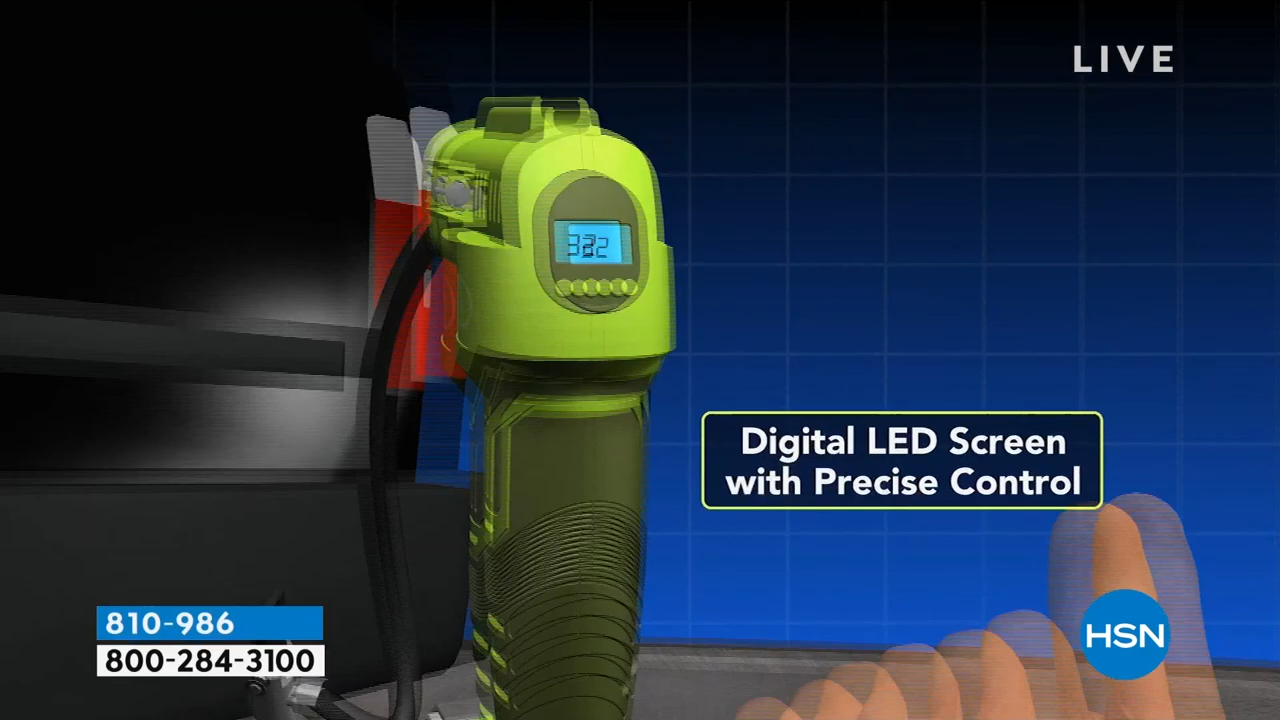 LIVE
Digital LED Screen
with Precise Control
810-986
800-284-3100
HSN